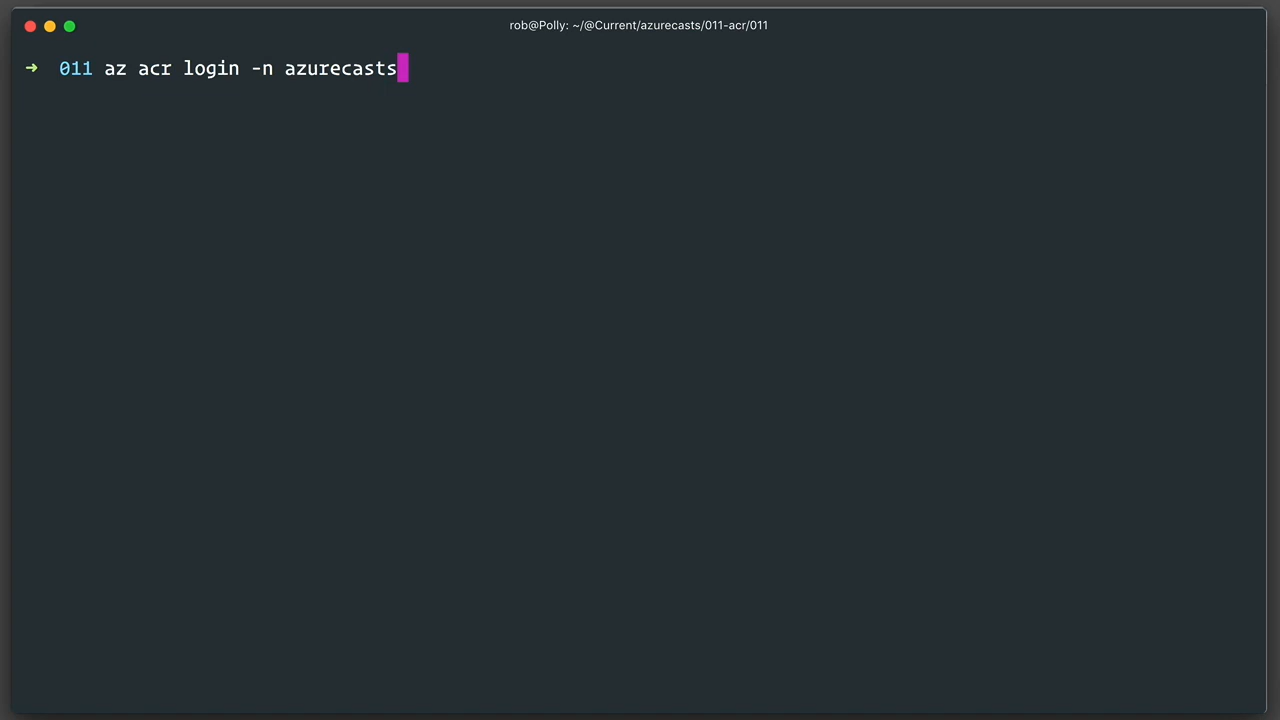 rob@Polly: ~/@Current/azurecasts/011-acr/011
➜ 011 az acr login -n azurecasts